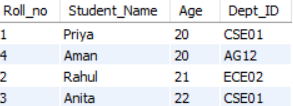 Roll_no Student_Name Age Dept_ID
1 Priya 20 CSE01
4 Aman 20 AG12
2 Rahul 21 ECE02
3 Anita 22 CSE01